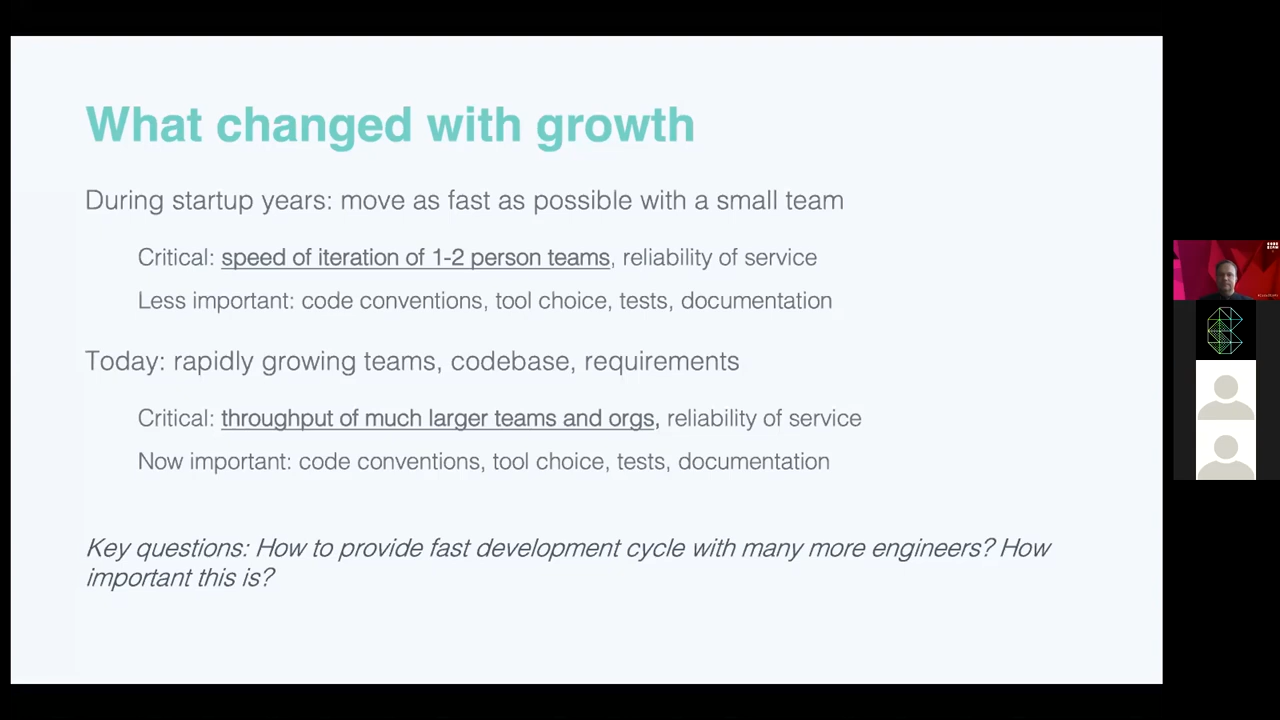 What changed with growth
During startup years: move as fast as possible with a small team
Critical: speed of iteration of 1-2 person teams, reliability of service
Less important: code conventions, tool choice, tests, documentation
Today: rapidly growing teams, codebase, requirements
Critical: throughput of much larger teams and orgs, reliability of service
Now important: code conventions, tool choice, tests, documentation
Key questions: How to provide fast development cycle with many more engineers? How
important this is?